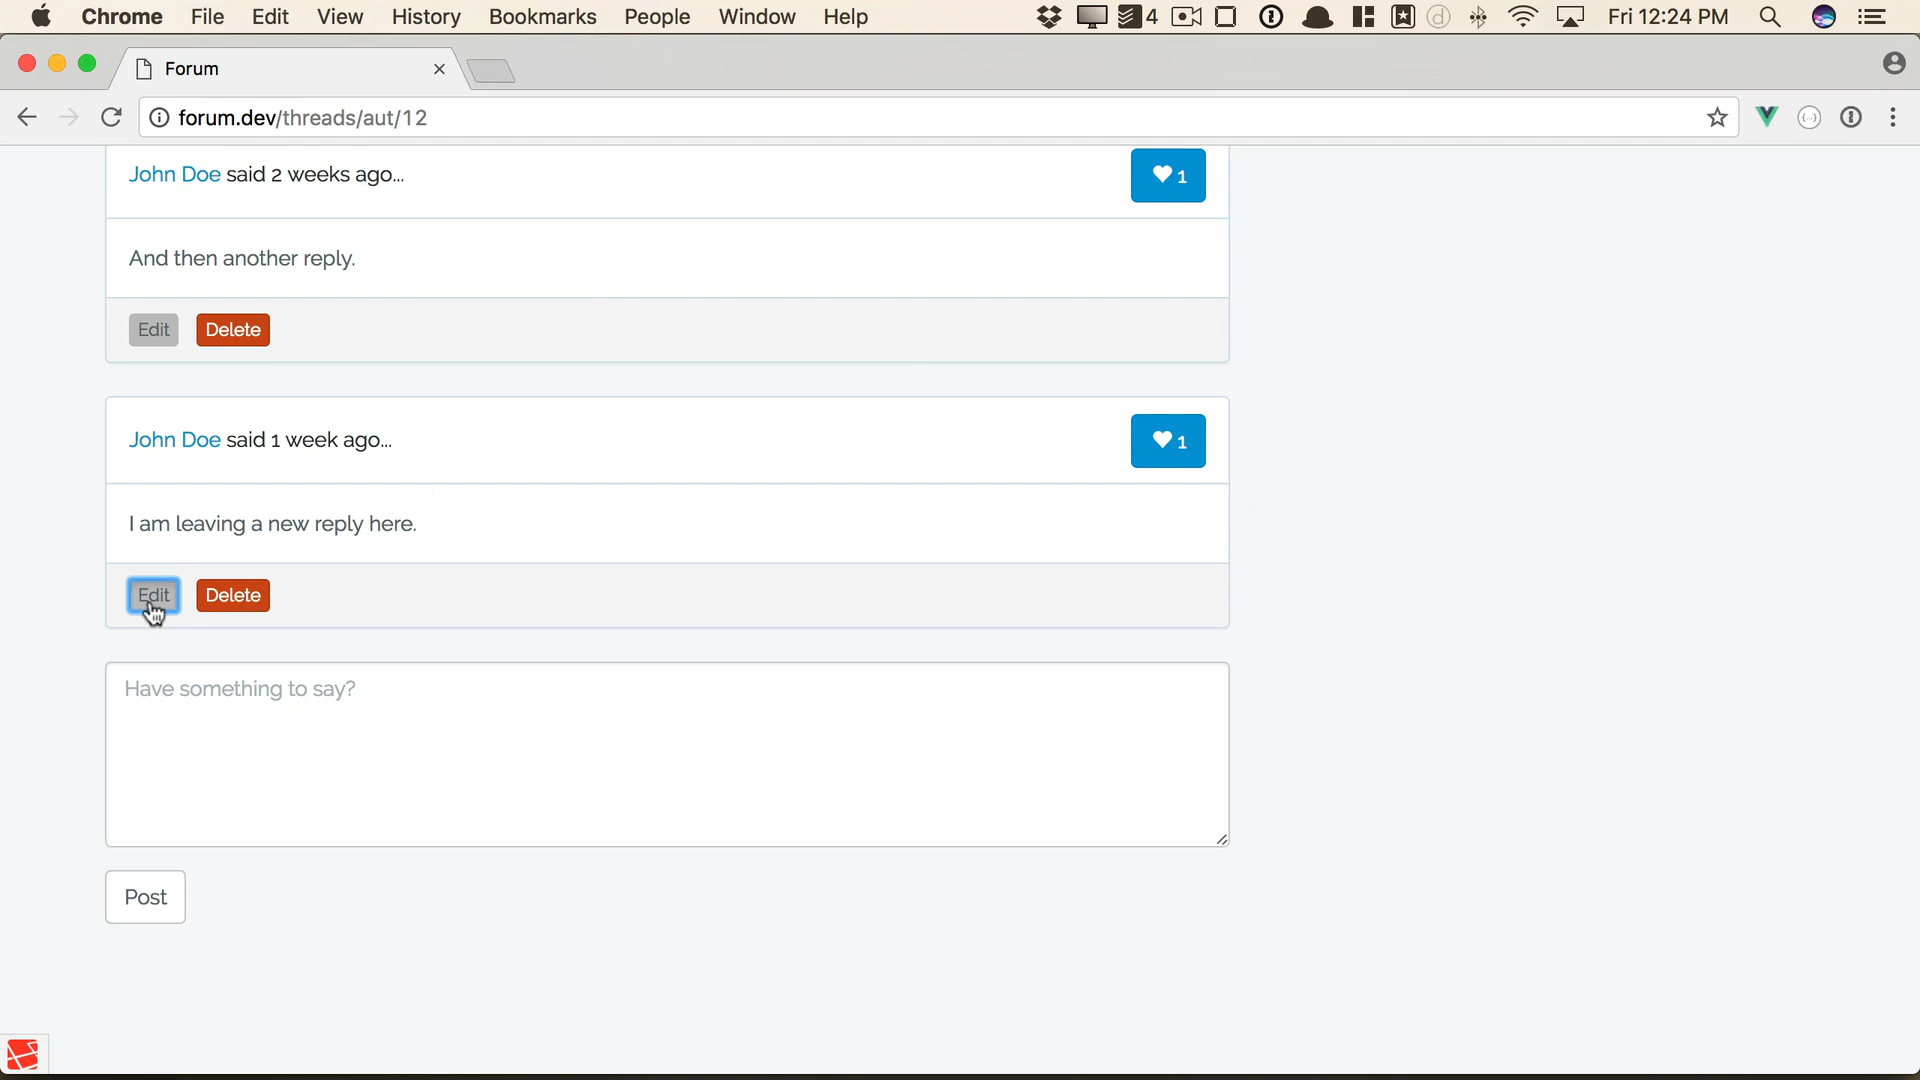 Chrome File Edit View History Bookmarks People Window Help 4 Fri 12:24 PM
Forum
forum.dev/threads/aut/12
John Doe said 2 weeks ago... 1
And then another reply.
Edit Delete
John Doe said 1 week ago... 1
I am leaving a new reply here.
Edit Delete
Have something to say?
Post